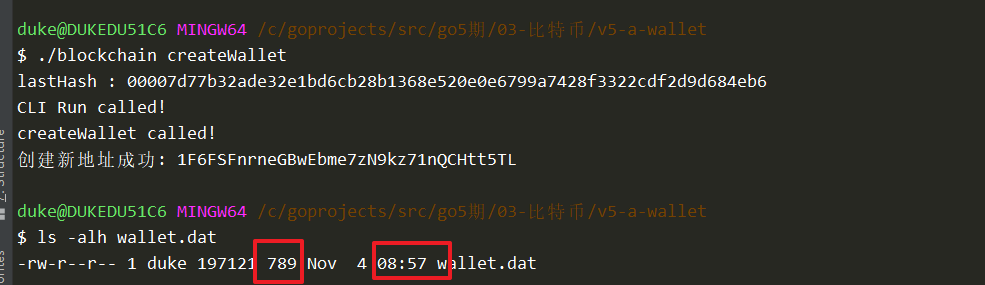 duke@DUKEDU51C6 MINGW64 /c/goprojects/src/go5期/03-比特币/v5-a-wallet
$ ./blockchain createWallet
lastHash : 00007d77b32ade32e1bd6cb28b1368e520e0e6799a7428f3322cdf2d9d684eb6
CLI Run called!
createWallet called!
创建新地址成功: 1F6FSFnrneGBwEbme7zN9kz71nQCHtt5TL
duke@DUKEDU51C6 MINGW64 /c/goprojects/src/go5期/03-比特币/v5-a-wallet
$ ls -alh wallet.dat
-rw-r--r-- 1 duke 197121 789 Nov  4 08:57 wallet.dat
Z: Structure